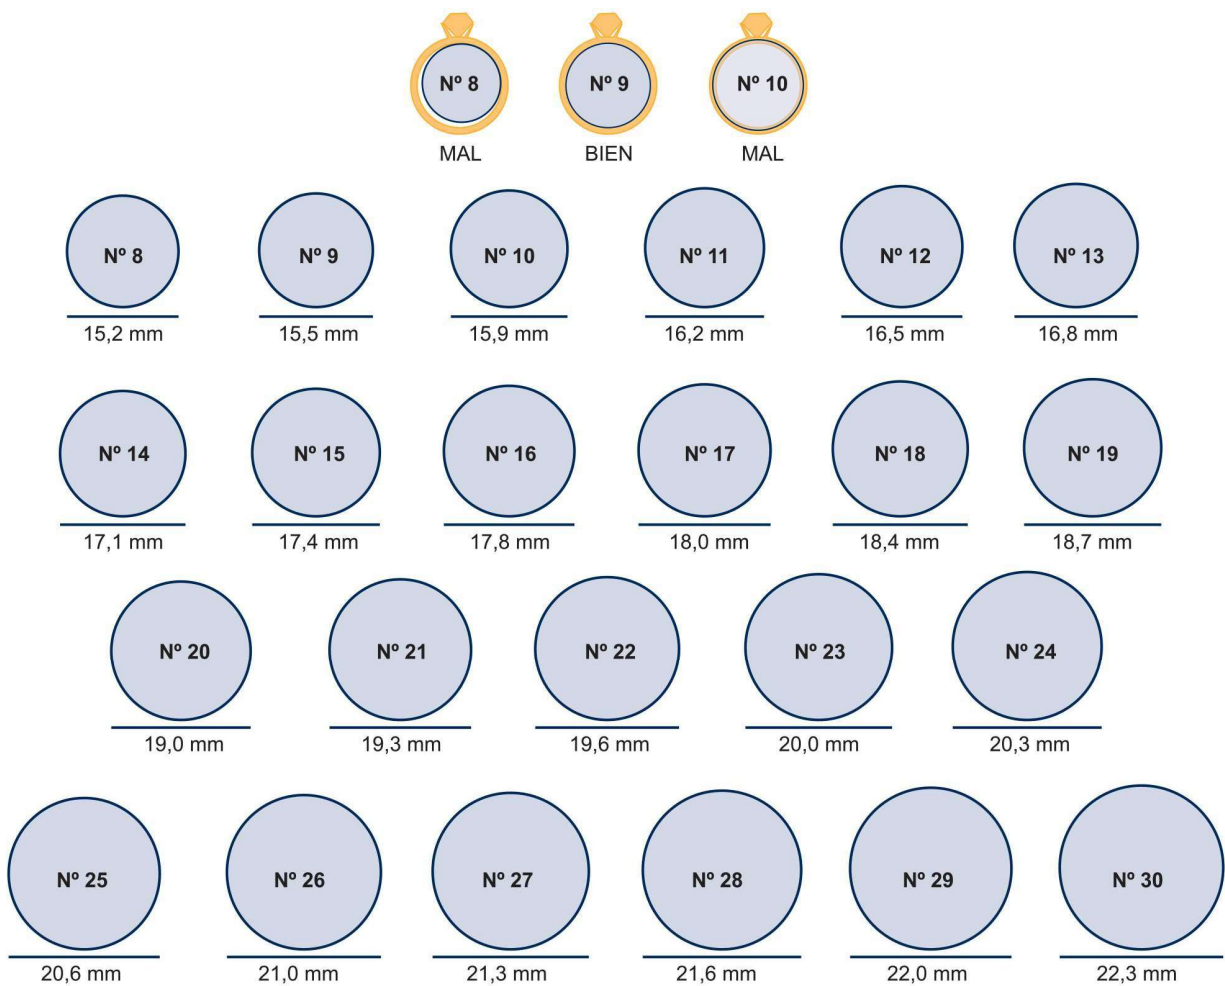 Nº 8 Nº 9 Nº 10
MAL BIEN MAL
Nº 8 Nº 9 Nº 10 Nº 11 Nº 12 Nº 13
15,2 mm 15,5 mm 15,9 mm 16,2 mm 16,5 mm 16,8 mm
Nº 14 Nº 15 Nº 16 Nº 17 Nº 18 Nº 19
17,1 mm 17,4 mm 17,8 mm 18,0 mm 18,4 mm 18,7 mm
Nº 20 Nº 21 Nº 22 Nº 23 Nº 24
19,0 mm 19,3 mm 19,6 mm 20,0 mm 20,3 mm
Nº 25 Nº 26 Nº 27 Nº 28 Nº 29 Nº 30
20,6 mm 21,0 mm 21,3 mm 21,6 mm 22,0 mm 22,3 mm